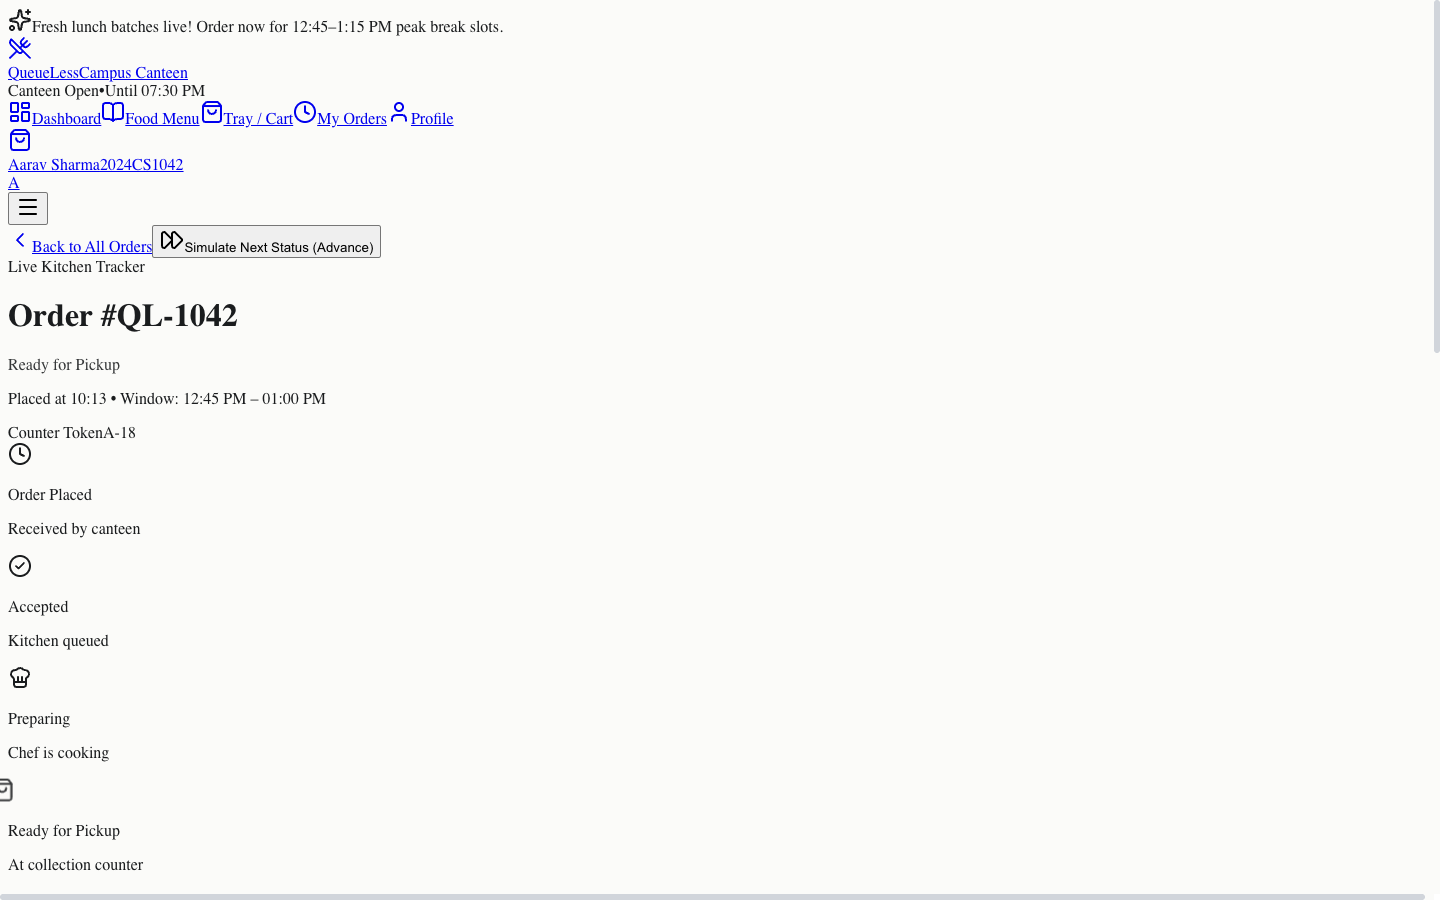 Fresh lunch batches live! Order now for 12:45–1:15 PM peak break slots.
QueueLessCampus Canteen
Canteen Open•Until 07:30 PM
Dashboard Food Menu Tray / Cart My Orders Profile
Aarav Sharma2024CS1042
A
Back to All Orders Simulate Next Status (Advance)
Live Kitchen Tracker
Order #QL-1042
Ready for Pickup
Placed at 10:13 • Window: 12:45 PM – 01:00 PM
Counter TokenA-18
Order Placed
Received by canteen
Accepted
Kitchen queued
Preparing
Chef is cooking
Ready for Pickup
At collection counter